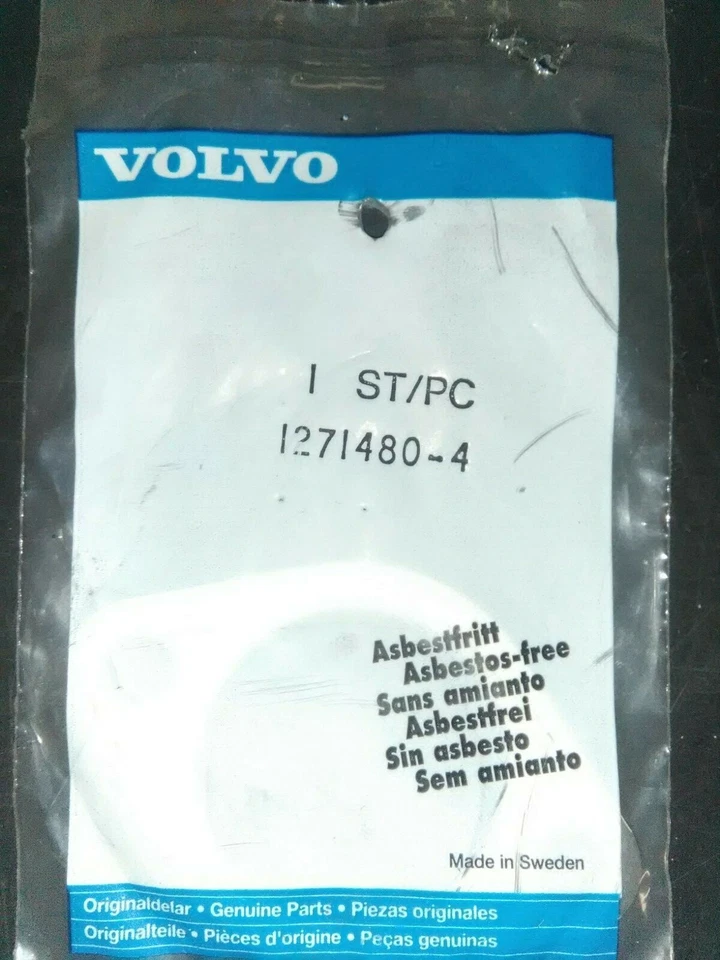 VOLVO
1 ST/PC
1271480-4
Asbestfritt
Asbestos-free
Sans amianto
Asbestfrei
Sin asbesto
Sem amianto
Made in Sweden
Originaldelar • Genuine Parts • Piezas originales
Originalteile • Pièces d'origine • Peças genuinas